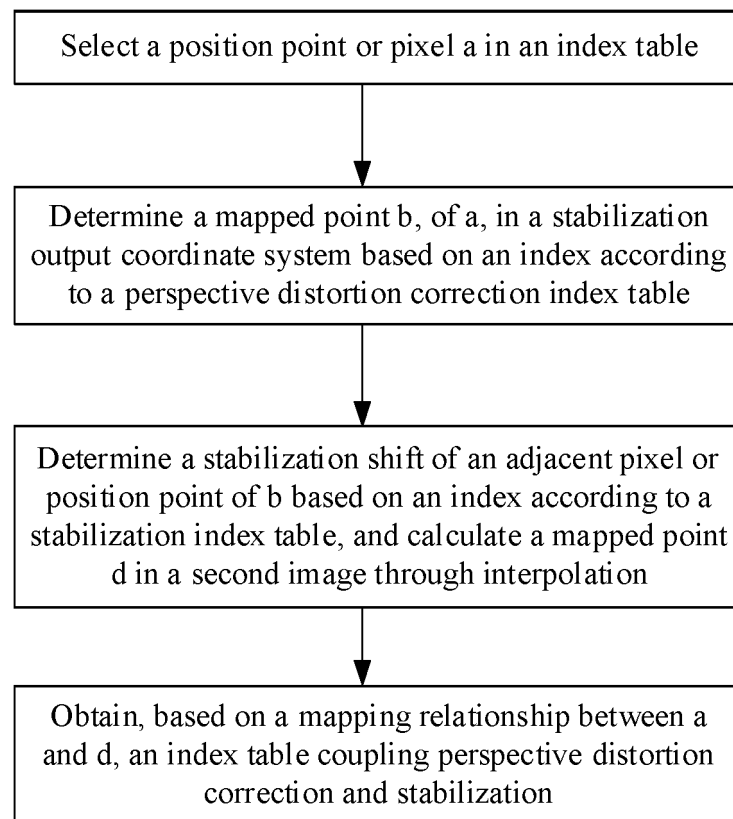 Select a position point or pixel a in an index table
Determine a mapped point b, of a, in a stabilization
output coordinate system based on an index according
to a perspective distortion correction index table
Determine a stabilization shift of an adjacent pixel or
position point of b based on an index according to a
stabilization index table, and calculate a mapped point
d in a second image through interpolation
Obtain, based on a mapping relationship between a
and d, an index table coupling perspective distortion
correction and stabilization